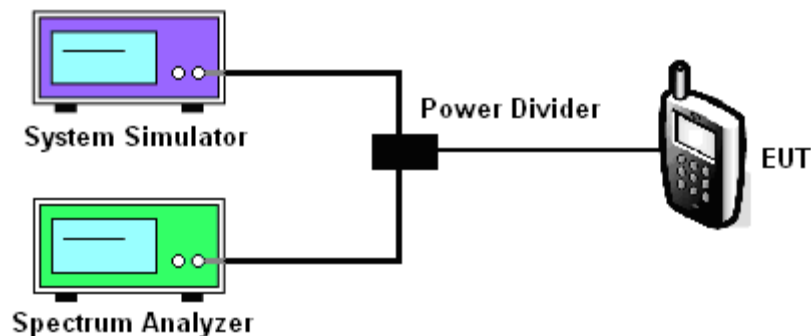 System Simulator
Power Divider
EUT
Spectrum Analyzer